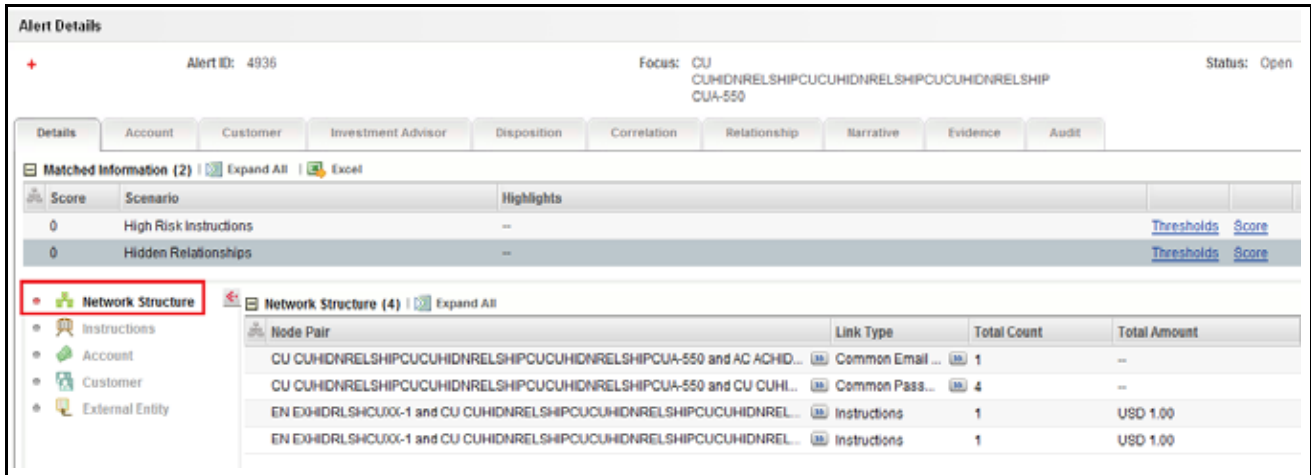 Alert Details
+ Alert ID: 4936 Focus: CU Status: Open
CUHIDNRELSHIPCUCUHIDNRELSHIPCUCUHIDNRELSHIP
CUA-550
Details Account Customer Investment Advisor Disposition Correlation Relationship Narrative Evidence Audit
Matched Information (2) | Expand All | Excel
Score Scenario Highlights
0 High Risk Instructions -- Thresholds Score
0 Hidden Relationships -- Thresholds Score
Network Structure
Instructions
Account
Customer
External Entity
Network Structure (4) | Expand All
Node Pair Link Type Total Count Total Amount
CU CUHIDNRELSHIPCUCUHIDNRELSHIPCUCUHIDNRELSHIPCUA-550 and AC ACHID... Common Email ... 1 --
CU CUHIDNRELSHIPCUCUHIDNRELSHIPCUCUHIDNRELSHIPCUA-550 and CU CUHI... Common Pass... 4 --
EN EXHIDRLSHCUXX-1 and CU CUHIDNRELSHIPCUCUHIDNRELSHIPCUCUHIDNREL... Instructions 1 USD 1.00
EN EXHIDRLSHCUXX-1 and CU CUHIDNRELSHIPCUCUHIDNRELSHIPCUCUHIDNREL... Instructions 1 USD 1.00